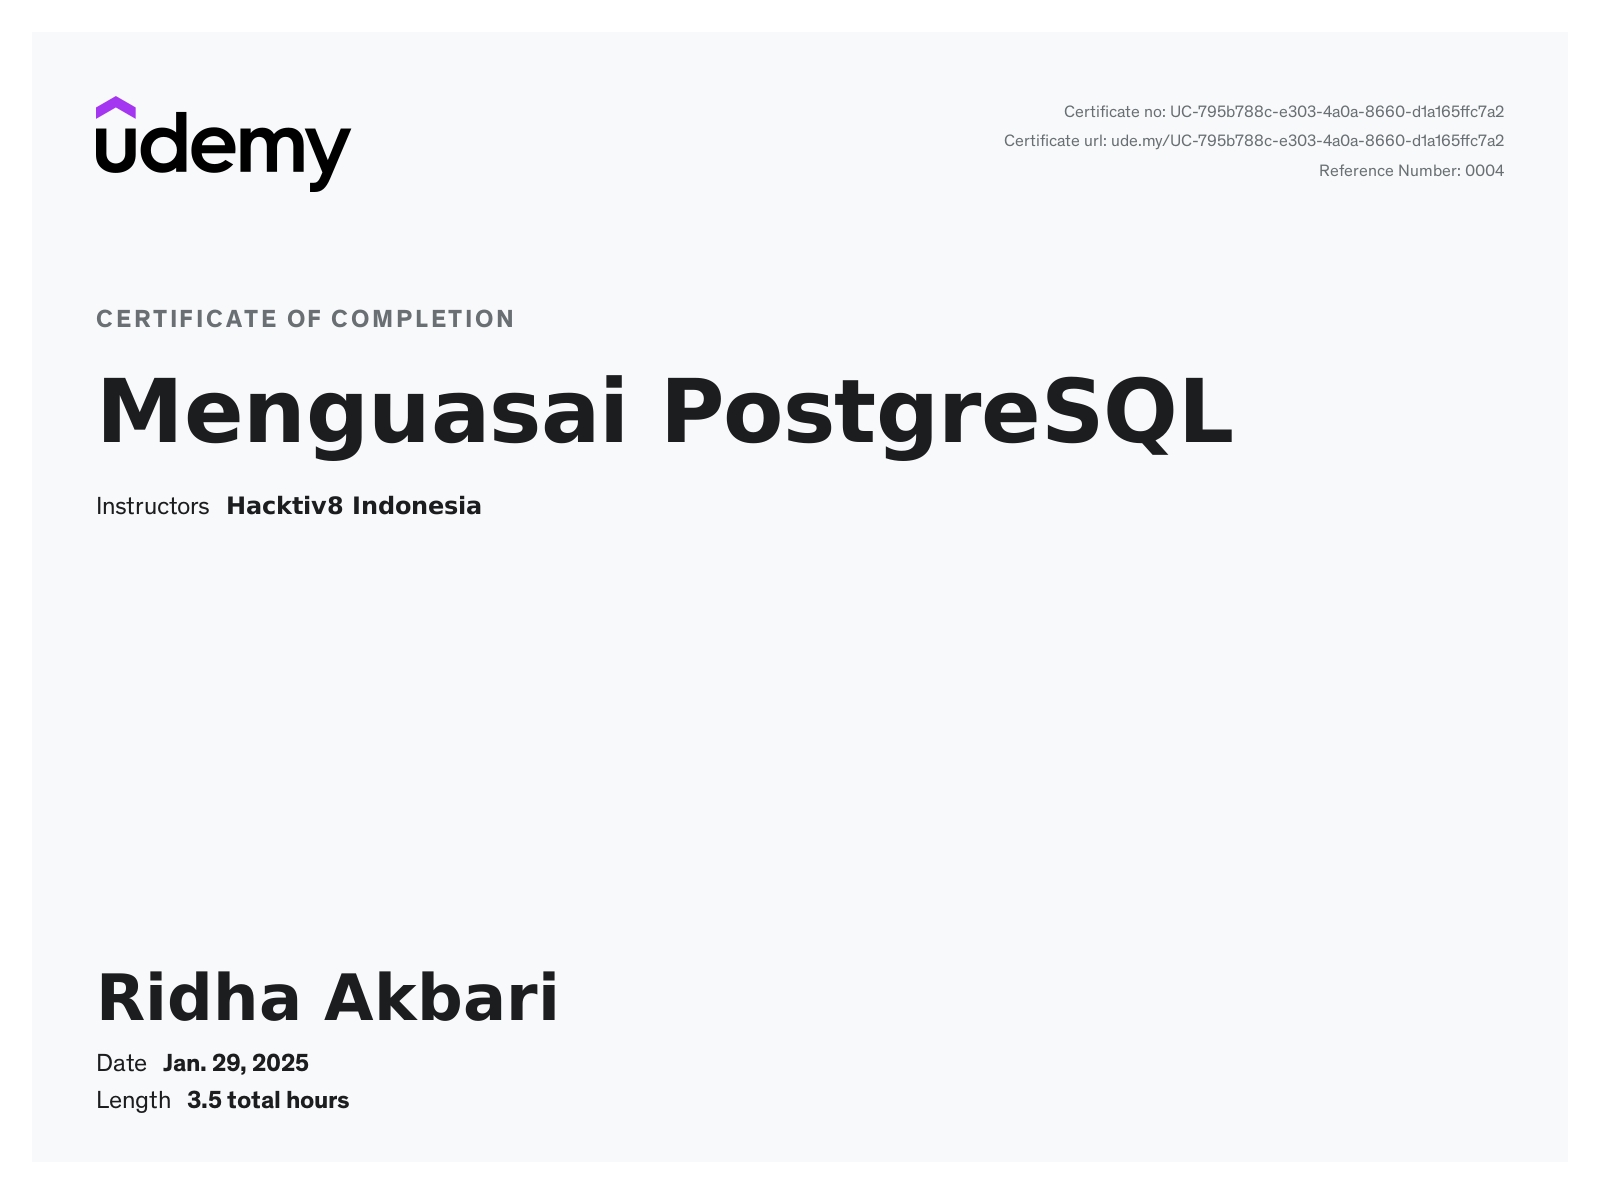 udemy
Certificate no: UC-795b788c-e303-4a0a-8660-d1a165ffc7a2
Certificate url: ude.my/UC-795b788c-e303-4a0a-8660-d1a165ffc7a2
Reference Number: 0004
CERTIFICATE OF COMPLETION
Menguasai PostgreSQL
Instructors Hacktiv8 Indonesia
Ridha Akbari
Date Jan. 29, 2025
Length 3.5 total hours